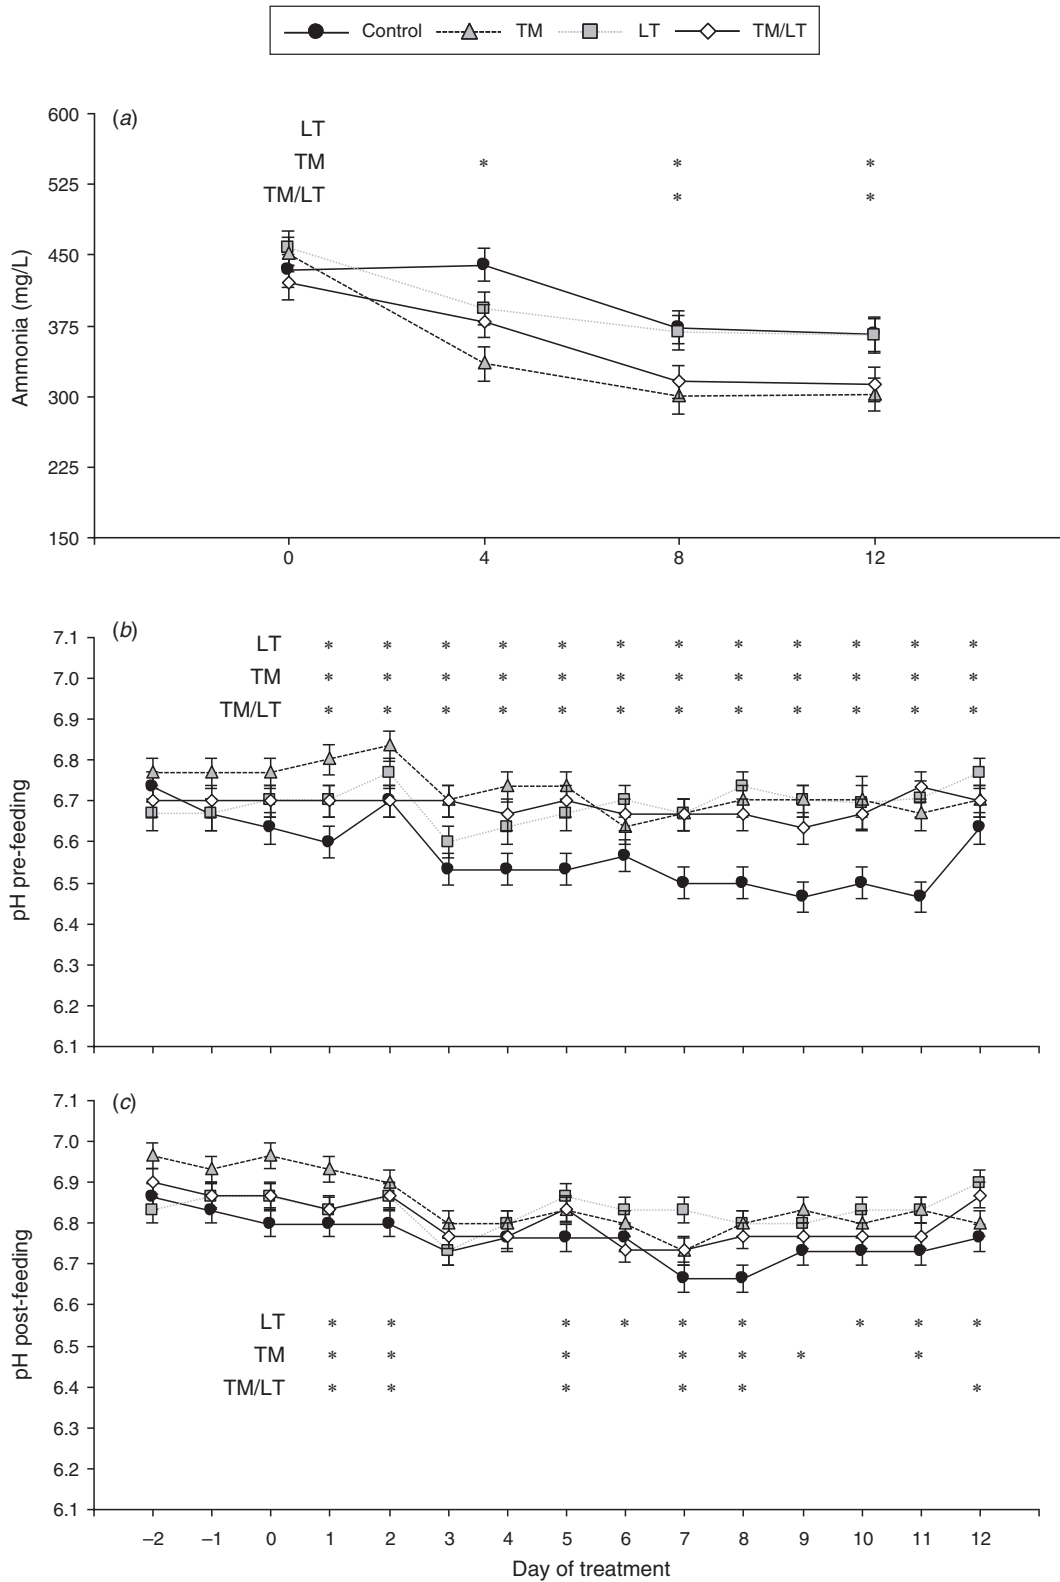 Control TM LT TM/LT
(a)
600
LT
TM * * *
525
TM/LT * *
450
375
300
225
150
Ammonia (mg/L)
0 4 8 12
(b)
7.1
LT * * * * * * * * * * * *
7.0
TM * * * * * * * * * * * *
TM/LT * * * * * * * * * * * *
6.9
6.8
6.7
6.6
6.5
6.4
6.3
6.2
6.1
pH pre-feeding
(c)
7.1
7.0
6.9
6.8
6.7
6.6
LT * * * * * * * * *
6.5
TM * * * * * * *
6.4
TM/LT * * * * * *
6.3
6.2
6.1
pH post-feeding
–2 –1 0 1 2 3 4 5 6 7 8 9 10 11 12
Day of treatment